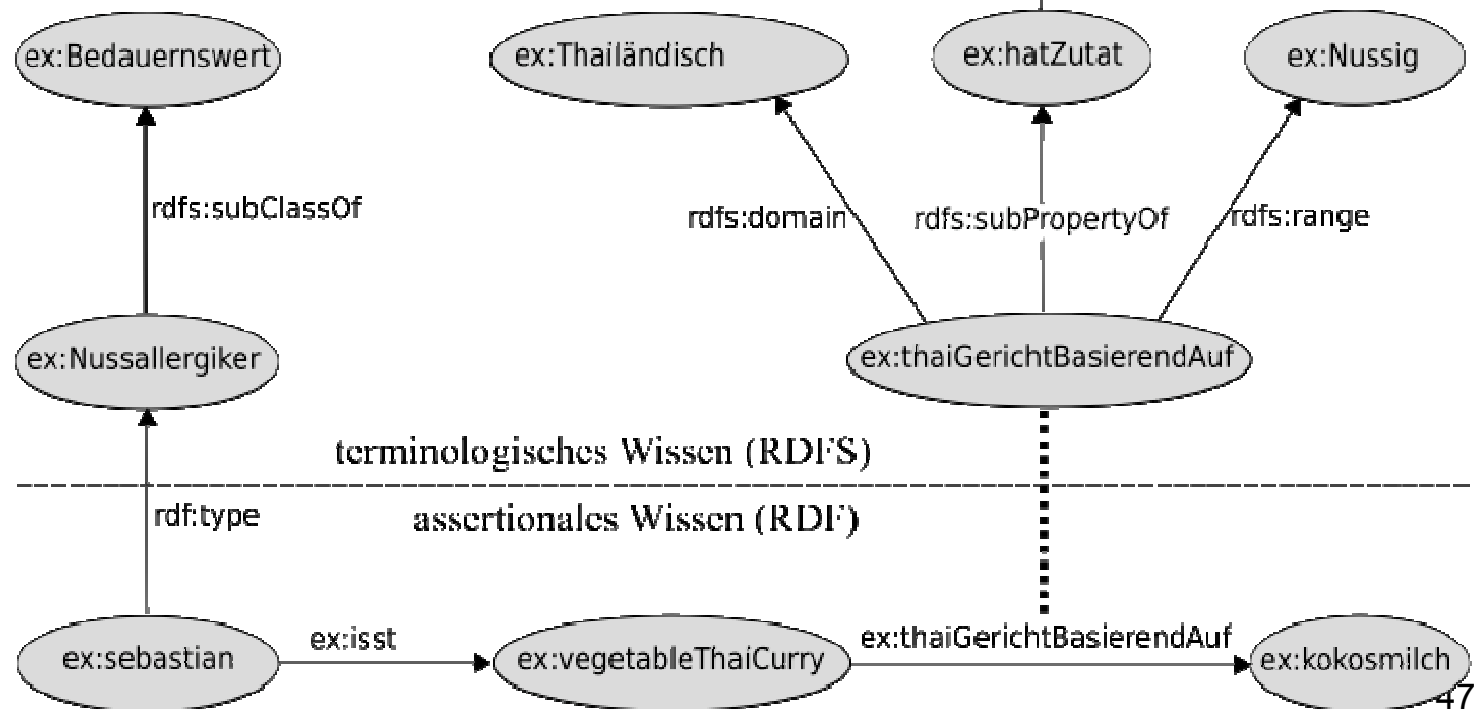 ex:Bedauernswert
ex:Thailändisch
ex:hatZutat
ex:Nussig
rdfs:subClassOf
rdfs:domain
rdfs:subPropertyOf
rdfs:range
ex:Nussallergiker
ex:thaiGerichtBasierendAuf
terminologisches Wissen (RDFS)
rdf:type
assertionales Wissen (RDF)
ex:sebastian
ex:isst
ex:vegetableThaiCurry
ex:thaiGerichtBasierendAuf
ex:kokosmilch
47